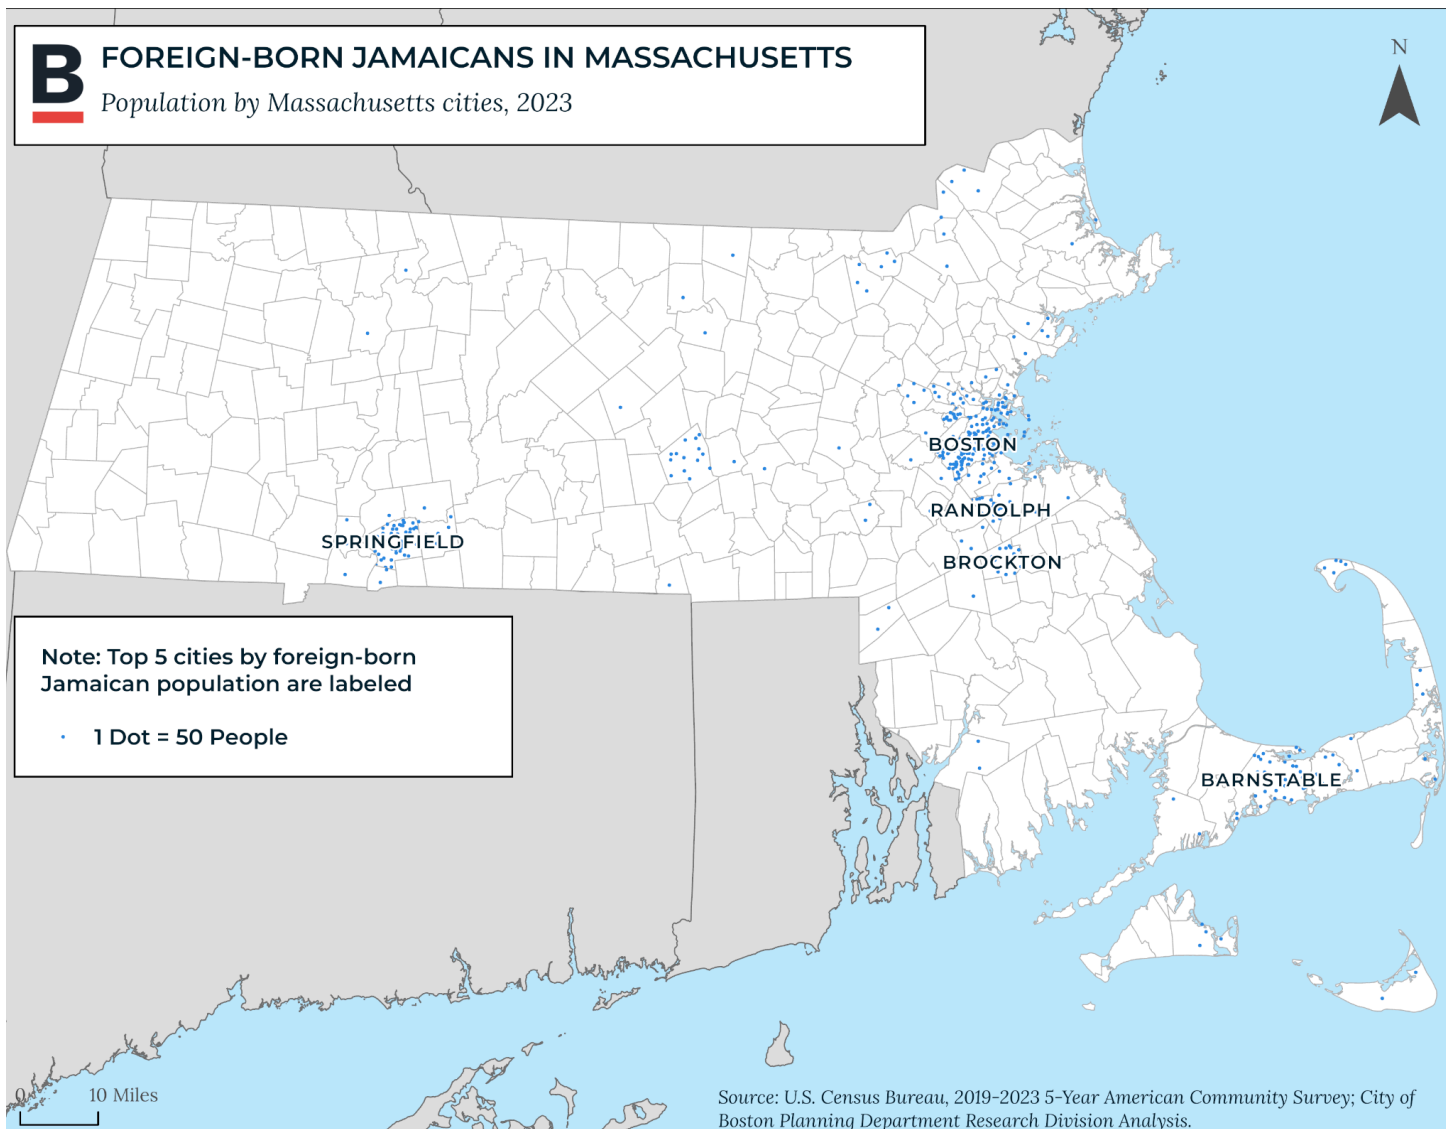 B
FOREIGN-BORN JAMAICANS IN MASSACHUSETTS
Population by Massachusetts cities, 2023
N
BOSTON
RANDOLPH
SPRINGFIELD
BROCKTON
BARNSTABLE
Note: Top 5 cities by foreign-born
Jamaican population are labeled
1 Dot = 50 People
0 10 Miles
Source: U.S. Census Bureau, 2019-2023 5-Year American Community Survey; City of
Boston Planning Department Research Division Analysis.